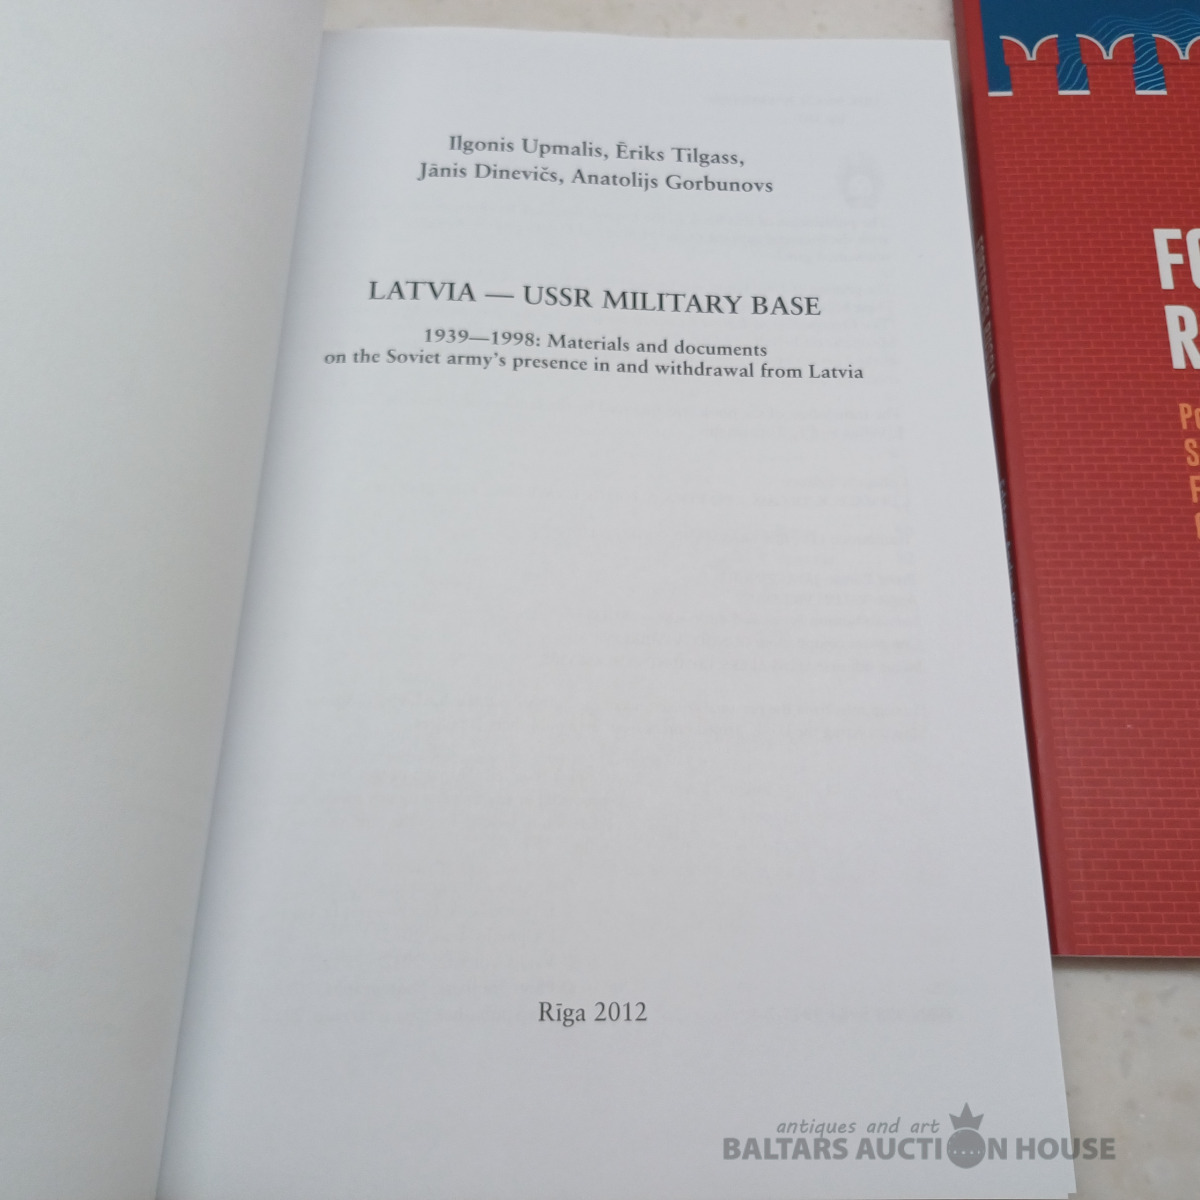 Ilgonis Upmalis, Ēriks Tilgass,
Jānis Dinevičs, Anatolijs Gorbunovs
LATVIA — USSR MILITARY BASE
1939—1998: Materials and documents
on the Soviet army's presence in and withdrawal from Latvia
Rīga 2012
antiques and art
BALTARS AUCTION HOUSE